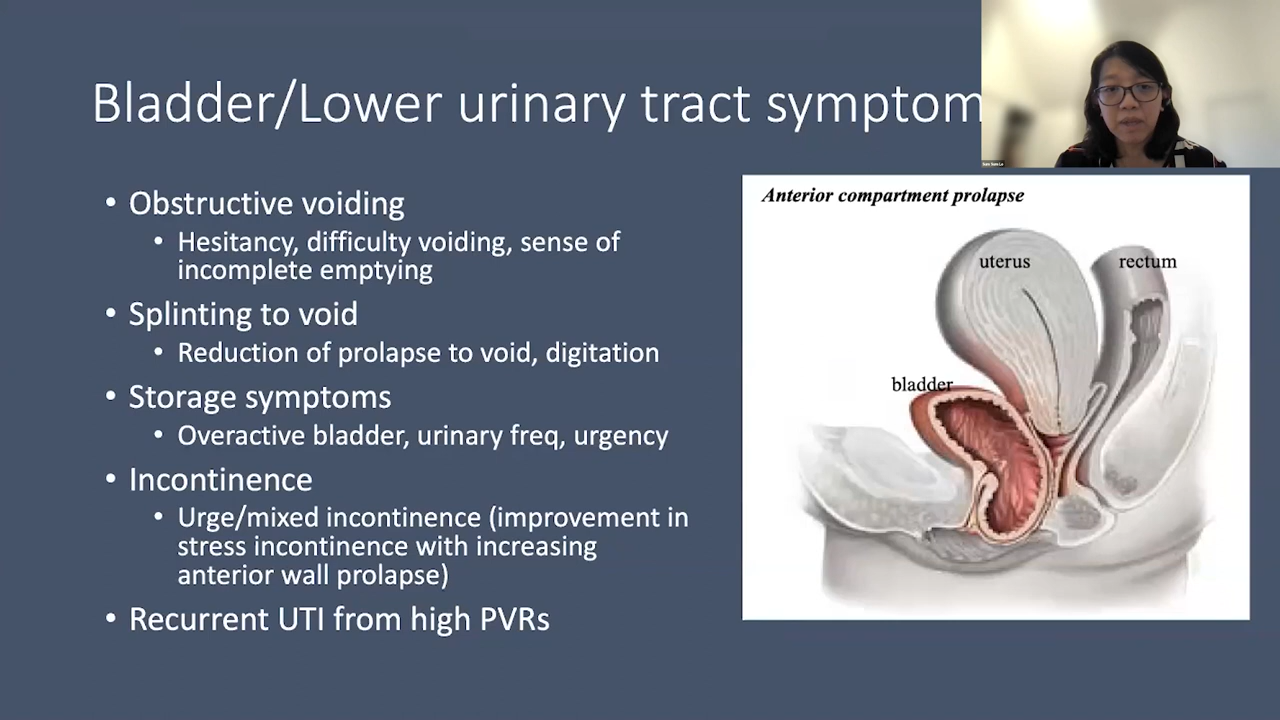 Bladder/Lower urinary tract symptom
• Obstructive voiding
• Hesitancy, difficulty voiding, sense of
incomplete emptying
• Splinting to void
• Reduction of prolapse to void, digitation
• Storage symptoms
• Overactive bladder, urinary freq, urgency
• Incontinence
• Urge/mixed incontinence (improvement in
stress incontinence with increasing
anterior wall prolapse)
• Recurrent UTI from high PVRs
Anterior compartment prolapse
uterus
rectum
bladder